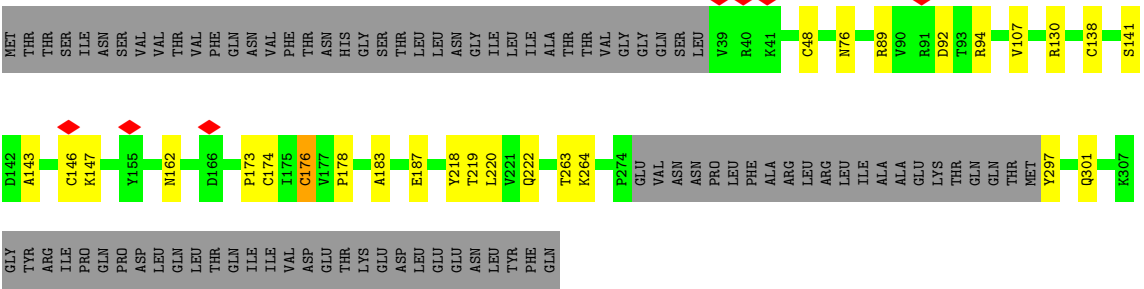 MET THR THR SER ILE ASN SER VAL VAL THR VAL PHE GLN ASN VAL PHE THR ASN HIS GLY SER THR LEU LEU ASN GLY ILE LEU ILE ALA THR THR VAL GLY GLY GLN SER LEU V39 R40 K41 C48 N76 R89 V90 R91 D92 T93 R94 V107 R130 C138 S141
D142 A143 C146 K147 Y155 N162 D166 P173 C174 I175 C176 V177 P178 A183 E187 Y218 T219 L220 V221 Q222 T263 K264 P274 GLU VAL ASN ASN PRO LEU PHE ALA ARG LEU ARG LEU ILE ALA ALA GLU LYS THR GLN GLN THR MET Y297 Q301 K307
GLY TYR ARG ILE PRO GLN PRO ASP LEU GLN LEU THR GLN ILE ILE VAL ASP GLU THR LYS GLU ASP LEU GLU GLU ASN LEU TYR PHE GLN